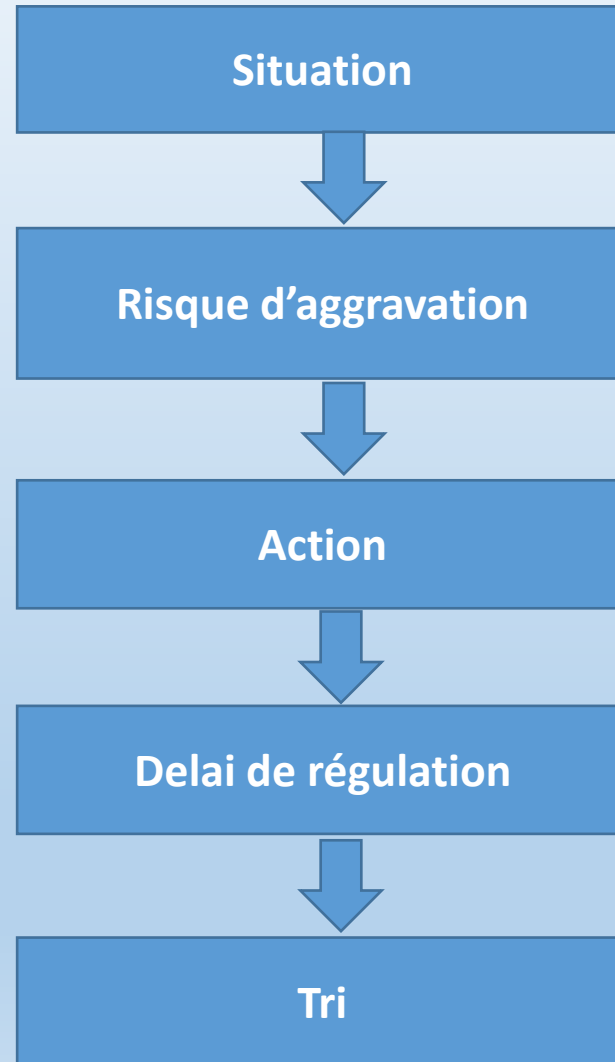 Situation
Risque d’aggravation
Action
Delai de régulation
Tri